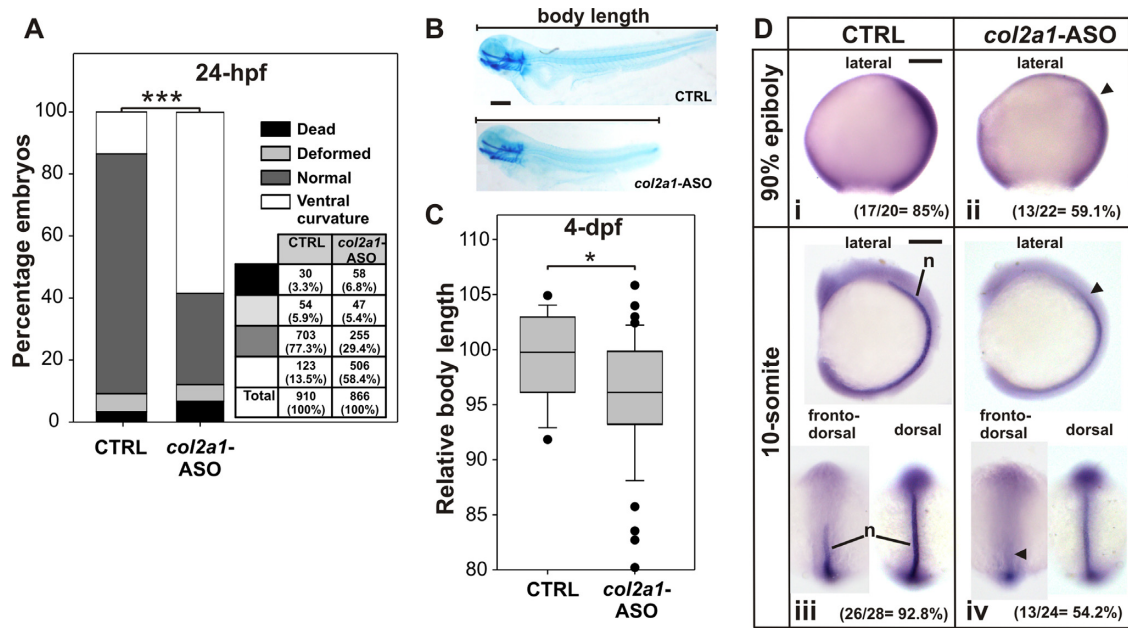 A
24-hpf
***
Percentage embryos
100
80
60
40
20
0
CTRL
col2a1-
ASO
Dead
Deformed
Normal
Ventral
curvature
CTRL col2a1-
ASO
30 58
(3.3%) (6.8%)
54 47
(5.9%) (5.4%)
703 255
(77.3%) (29.4%)
123 506
(13.5%) (58.4%)
Total 910 866
(100%) (100%)
B
body length
CTRL
col2a1-ASO
C
4-dpf
*
Relative body length
110
105
100
95
90
85
80
CTRL
col2a1-
ASO
D
CTRL col2a1-ASO
90% epiboly
lateral lateral
i (17/20= 85%)
ii (13/22= 59.1%)
10-somite
lateral lateral
n
fronto-
dorsal
dorsal
fronto-
dorsal
dorsal
n
iii (26/28= 92.8%)
iv (13/24= 54.2%)